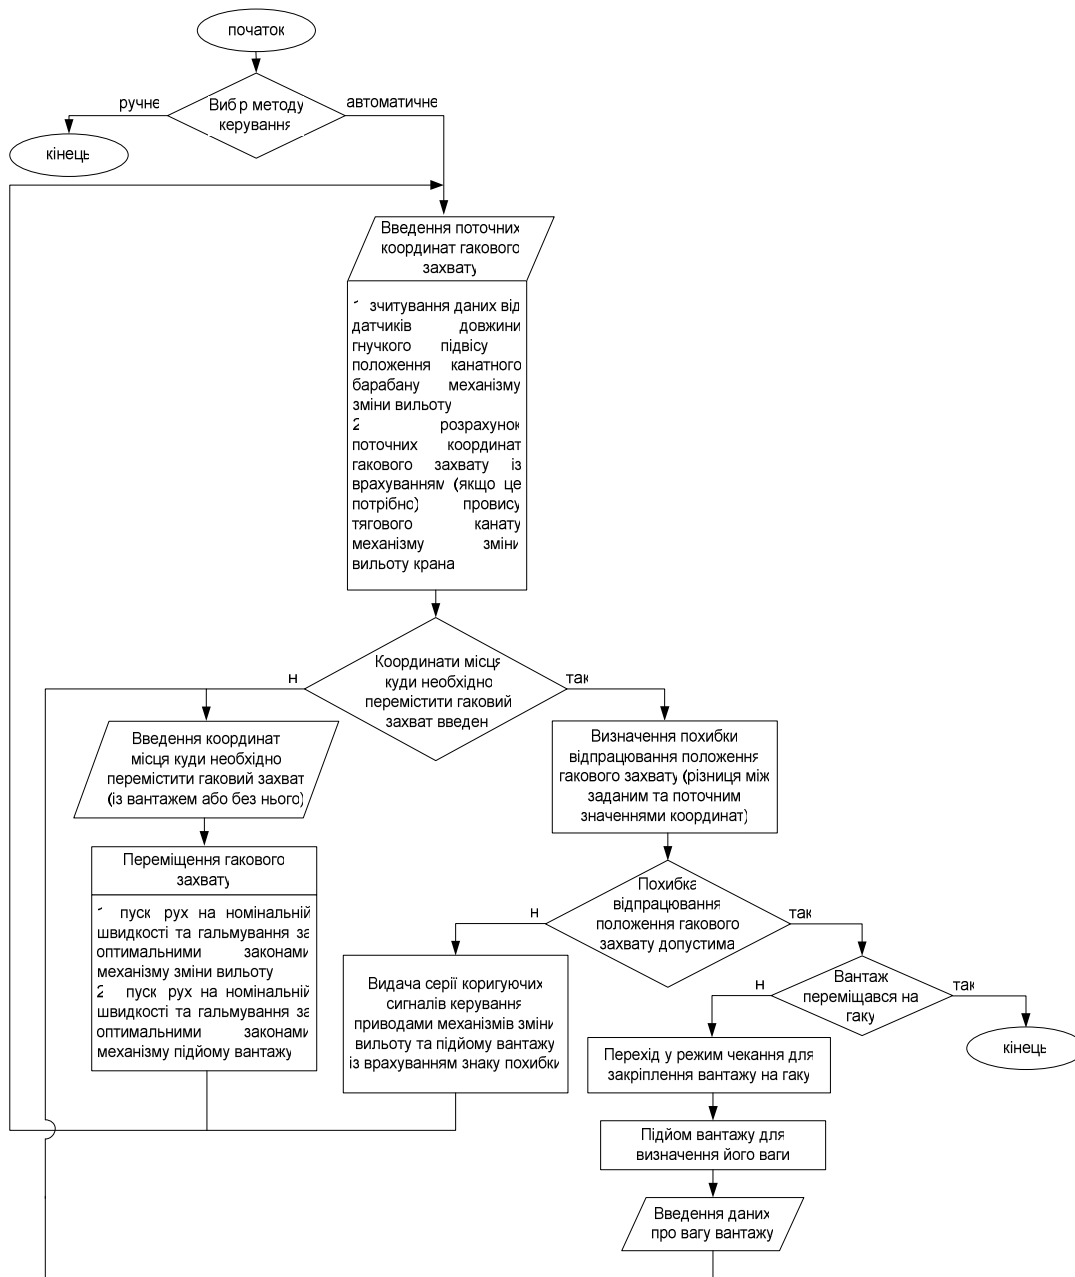 початок
Вибр методу
керування
ручне
автоматичне
кінець
Введення поточних
координат гакового
захвату
зчитування даних від
датчиків довжини
гнучкого підвісу
положення канатного
барабану механізму
зміни вильоту
2 розрахунок
поточних координат
гакового захвату із
врахуванням (якщо це
потрібно) провису
тягового канату
механізму зміни
вильоту крана
Координати місця
куди необхідно
перемістити гаковий
захват введен
н
так
Введення координат
місця куди необхідно
перемістити гаковий захват
(із вантажем або без нього)
Визначення похибки
відпрацювання положення
гакового захвату (різниця між
заданим та поточним
значеннями координат)
Переміщення гакового
захвату
пуск рух на номінальній
швидкості та гальмування за
оптимальними законами
механізму зміни вильоту
2 пуск рух на номінальній
швидкості та гальмування за
оптимальними законами
механізму підйому вантажу
Похибка
відпрацювання
положення гакового
захвату допустима
н
так
Видача серії коригуючих
сигналів керування
приводами механізмів зміни
вильоту та підйому вантажу
із врахуванням знаку похибки
Вантаж
переміщався на
гаку
н
так
кінець
Перехід у режим чекання для
закріплення вантажу на гаку
Підйом вантажу для
визначення його ваги
Введення даних
про вагу вантажу